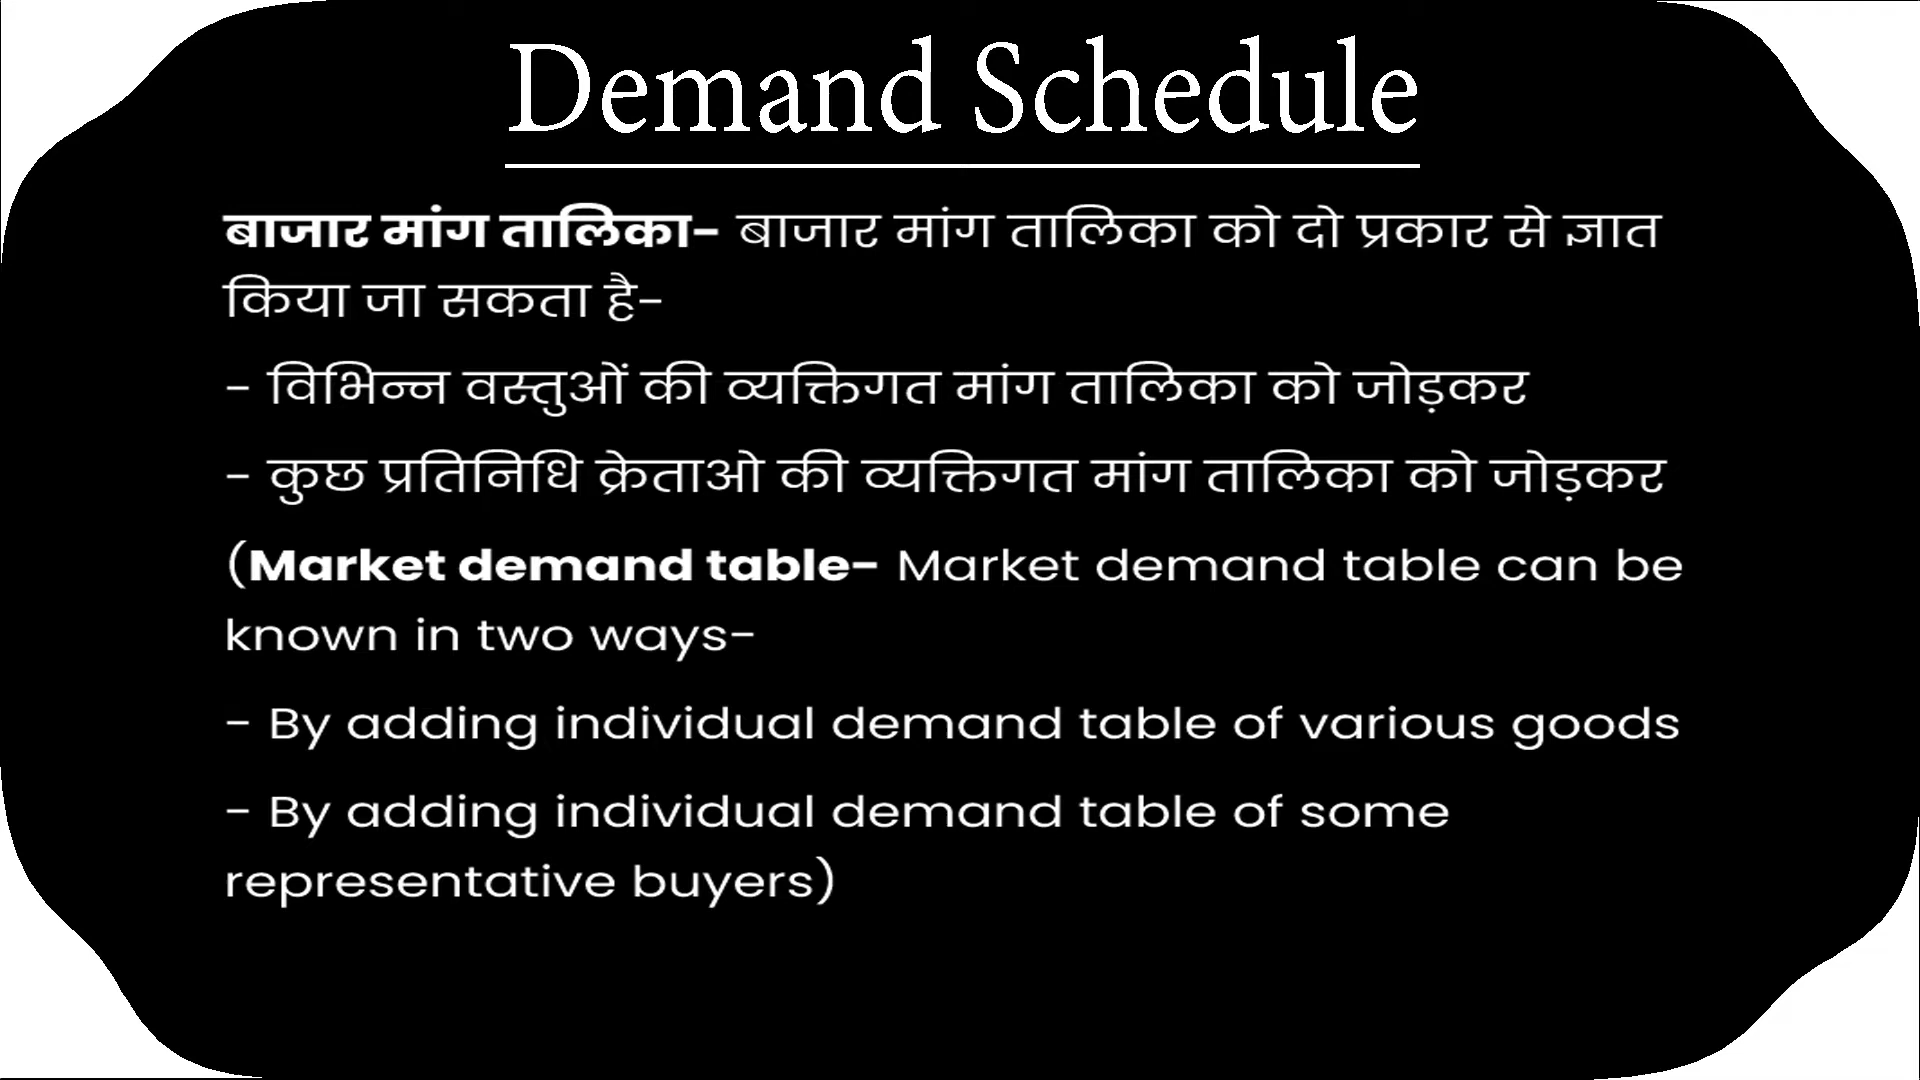 Demand Schedule
बाजार मांग तालिका- बाजार मांग तालिका को दो प्रकार से ज्ञात
किया जा सकता है-
- विभिन्न वस्तुओं की व्यक्तिगत मांग तालिका को जोड़कर
- कुछ प्रतिनिधि क्रेताओ की व्यक्तिगत मांग तालिका को जोड़कर
(Market demand table- Market demand table can be
known in two ways-
- By adding individual demand table of various goods
- By adding individual demand table of some
representative buyers)